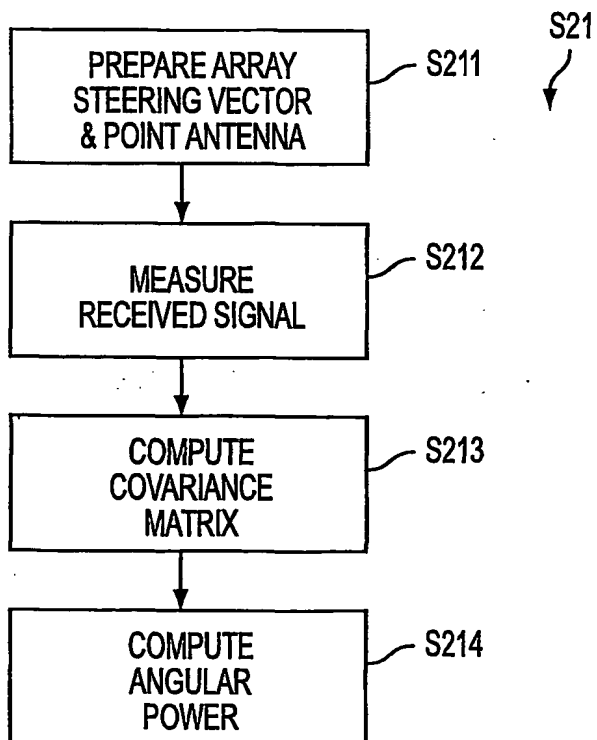 S21
PREPARE ARRAY
STEERING VECTOR
& POINT ANTENNA
S211
MEASURE
RECEIVED SIGNAL
S212
COMPUTE
COVARIANCE
MATRIX
S213
COMPUTE
ANGULAR
POWER
S214